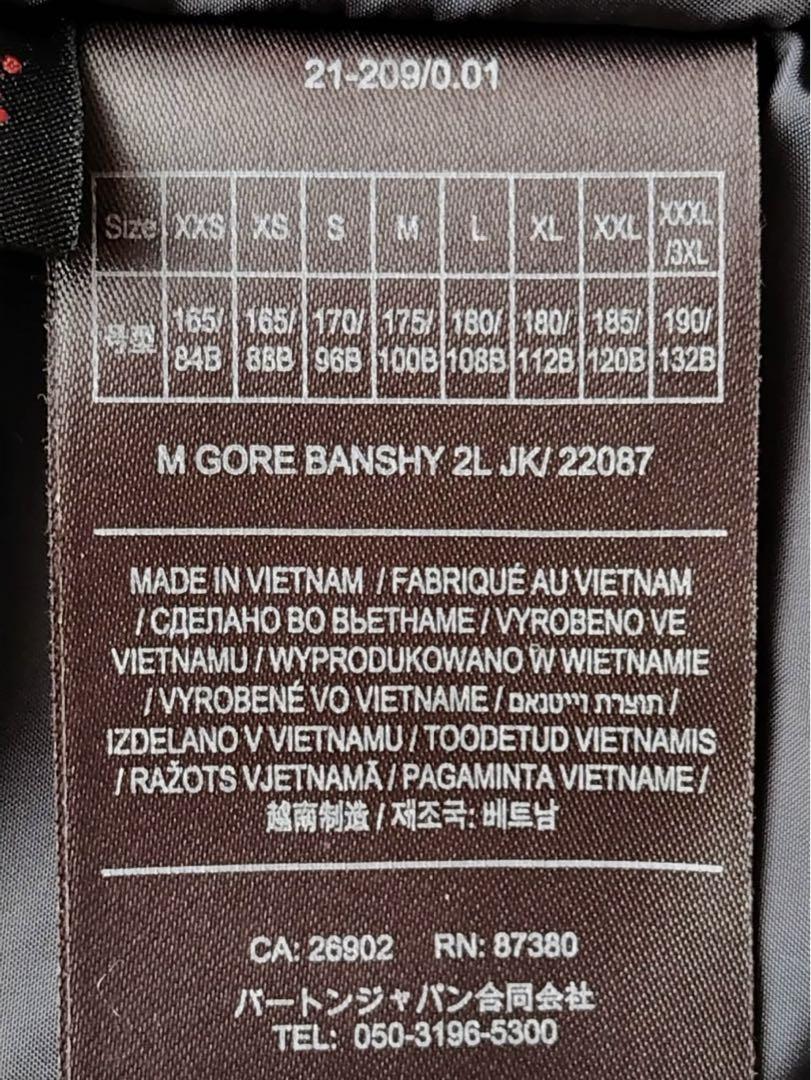 21-209/0.01
Size XXS XS S M L XL XXL XXXL/3XL
号型 165/84B 165/88B 170/96B 175/100B 180/108B 180/112B 185/120B 190/132B
M GORE BANSHY 2L JK/ 22087
MADE IN VIETNAM / FABRIQUÉ AU VIETNAM
/ СДЕЛАНО ВО ВЬЕТНАМЕ / VYROBENO VE
VIETNAMU / WYPRODUKOWANO W WIETNAMIE
/ VYROBENÉ VO VIETNAME / תוצרת וייטנאם /
IZDELANO V VIETNAMU / TOODETUD VIETNAMIS
/ RAŽOTS VJETNAMĀ / PAGAMINTA VIETNAME /
越南制造 / 제조국: 베트남
CA: 26902 RN: 87380
バートンジャパン合同会社
TEL: 050-3196-5300